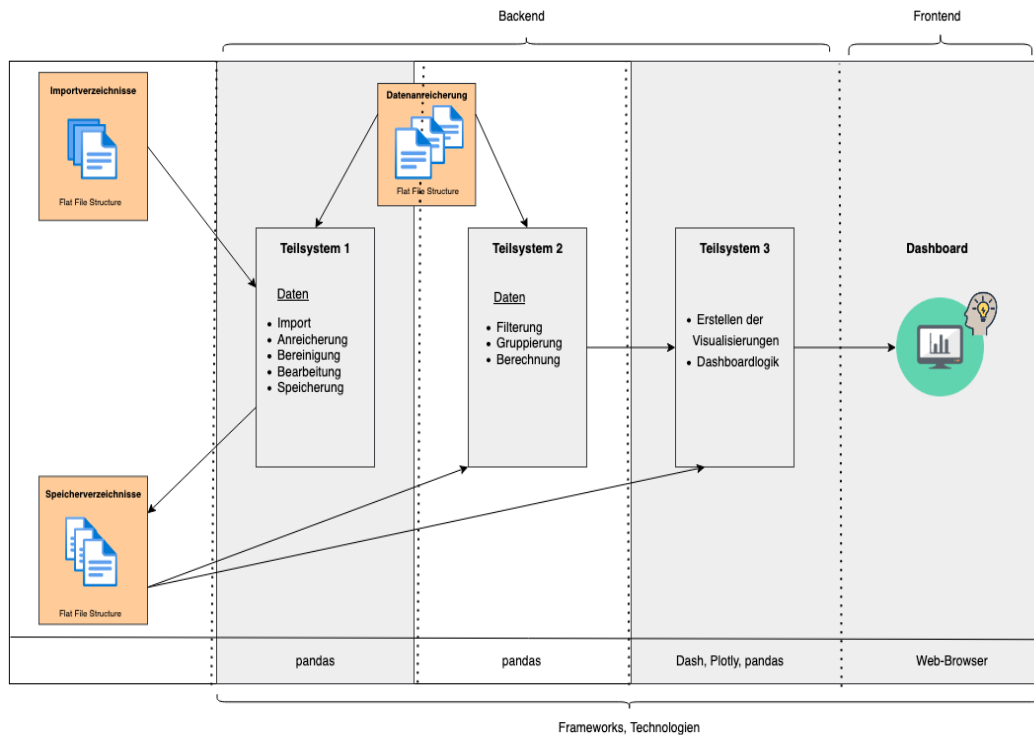 Backend
Frontend
Importverzeichnisse
Flat File Structure
Datenanreicherung
Flat File Structure
Teilsystem 1
Daten
• Import
• Anreicherung
• Bereinigung
• Bearbeitung
• Speicherung
Teilsystem 2
Daten
• Filterung
• Gruppierung
• Berechnung
Teilsystem 3
• Erstellen der
Visualisierungen
• Dashboardlogik
Dashboard
Speicherverzeichnisse
Flat File Structure
pandas
pandas
Dash, Plotly, pandas
Web-Browser
Frameworks, Technologien